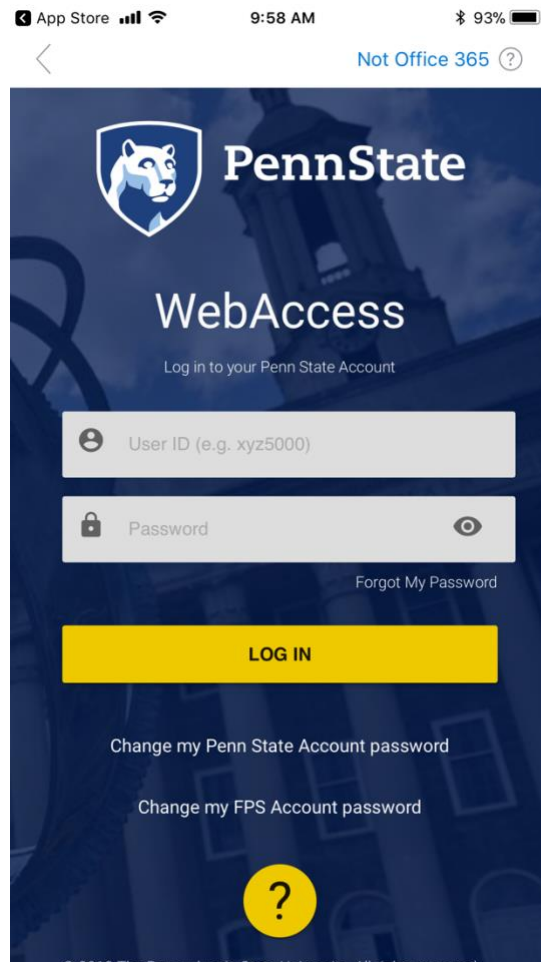 App Store 9:58 AM 93%
Not Office 365 ?
PennState
WebAccess
Log in to your Penn State Account
User ID (e.g. xyz5000)
Password
Forgot My Password
LOG IN
Change my Penn State Account password
Change my FPS Account password
?